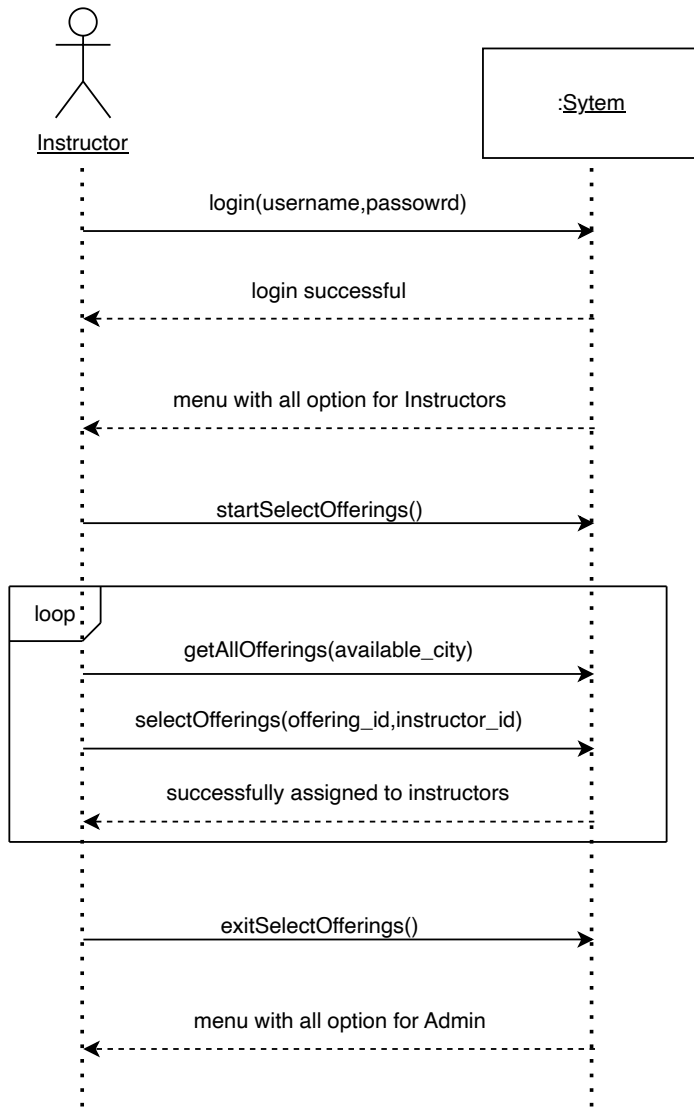 Instructor
:Sytem
login(username,passowrd)
login successful
menu with all option for Instructors
startSelectOfferings()
loop
getAllOfferings(available_city)
selectOfferings(offering_id,instructor_id)
successfully assigned to instructors
exitSelectOfferings()
menu with all option for Admin